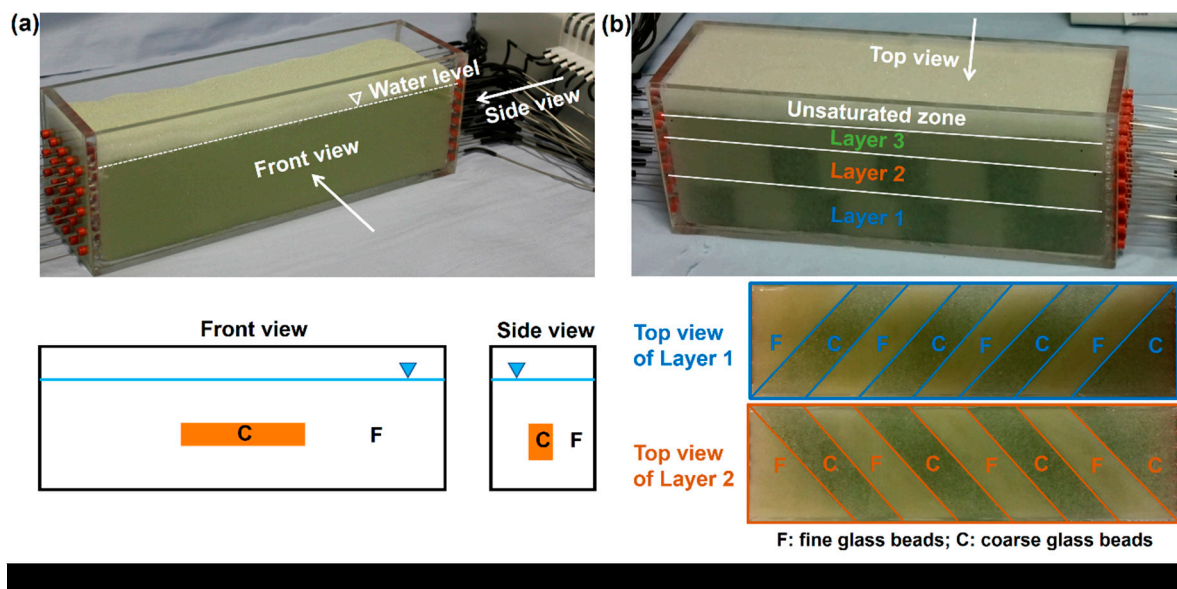 (a)
Water level
Side view
Front view
Front view
Side view
C
F
C
F
(b)
Top view
Unsaturated zone
Layer 3
Layer 2
Layer 1
Top view
of Layer 1
F
C
F
C
F
C
F
C
Top view
of Layer 2
F
C
F
C
F
C
F
C
F: fine glass beads; C: coarse glass beads